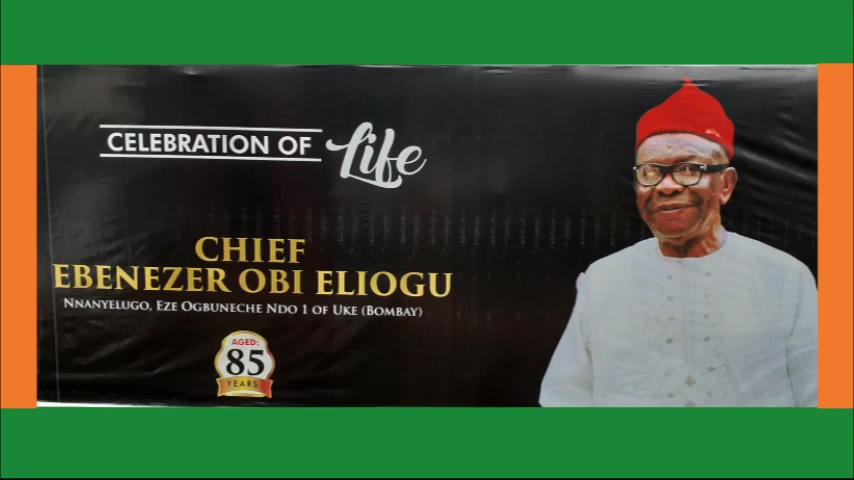 CELEBRATION OF Life
CHIEF
EBENEZER OBI ELIOGU
NNANYELUGO, EZE OGBUNECHE NDO 1 OF UKE (BOMBAY)
AGED:
85
YEARS